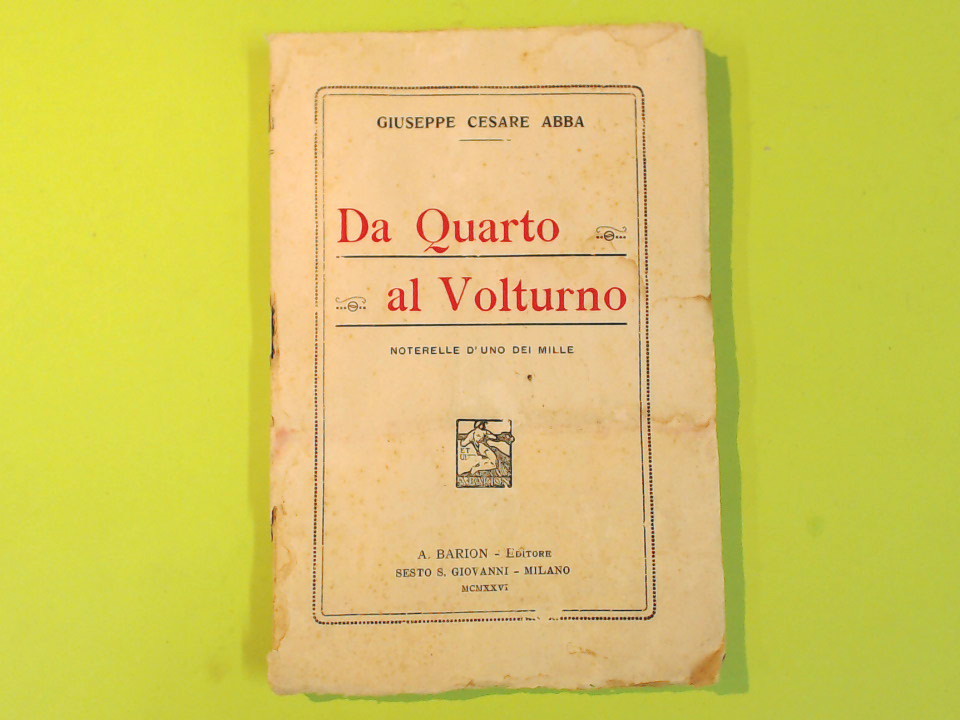 GIUSEPPE CESARE ABBA
Da Quarto
al Volturno
NOTERELLE D'UNO DEI MILLE
A. BARION - EDITORE
SESTO S. GIOVANNI - MILANO
MCMXXVI